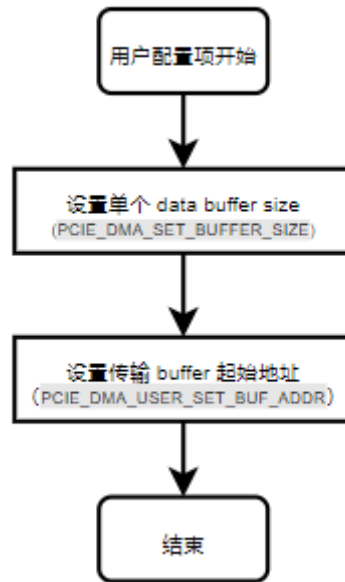 用户配置项开始
设置单个 data buffer size
(PCIE_DMA_SET_BUFFER_SIZE)
设置传输 buffer 起始地址
（PCIE_DMA_USER_SET_BUF_ADDR）
结束